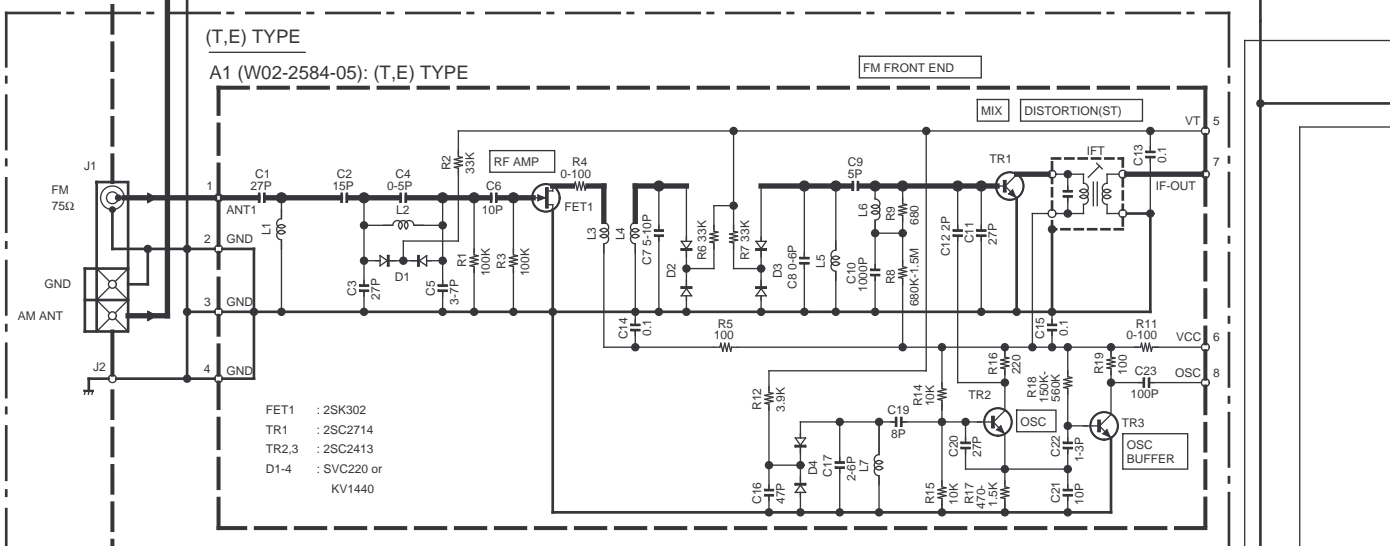 (T,E) TYPE
A1 (W02-2584-05): (T,E) TYPE
FM FRONT END
MIX
DISTORTION(ST)
VT
5
J1
FM
75Ω
1
ANT1
C1
27P
L1
C2
15P
C4
0-5P
L2
R2
33K
RF AMP
C6
10P
R4
0-100
FET1
L3
L4
C7 5-10P
D2
R6 33K
R7 33K
D3
C8 0-6P
L5
C9
5P
L6
R9
680
C10
1000P
R8
680K-1.5M
C12 2P
C11
27P
TR1
IFT
C13
0.1
7
IF-OUT
2
GND
GND
D1
C3
27P
C5
3-7P
R1
100K
R3
100K
AM ANT
3
GND
C14
0.1
R5
100
C15
0.1
R11
0-100
VCC
6
J2
4
GND
R12
3.9K
R14
10K
R16
220
R18
150K-
560K
R19
100
C23
100P
OSC
8
FET1 : 2SK302
TR1 : 2SC2714
TR2,3 : 2SC2413
D1-4 : SVC220 or
KV1440
C16
47P
D4
C17
2-6P
L7
C19
8P
TR2
OSC
C20
27P
R15
10K
R17
470-
1.5K
C22
1-3P
C21
10P
TR3
OSC
BUFFER